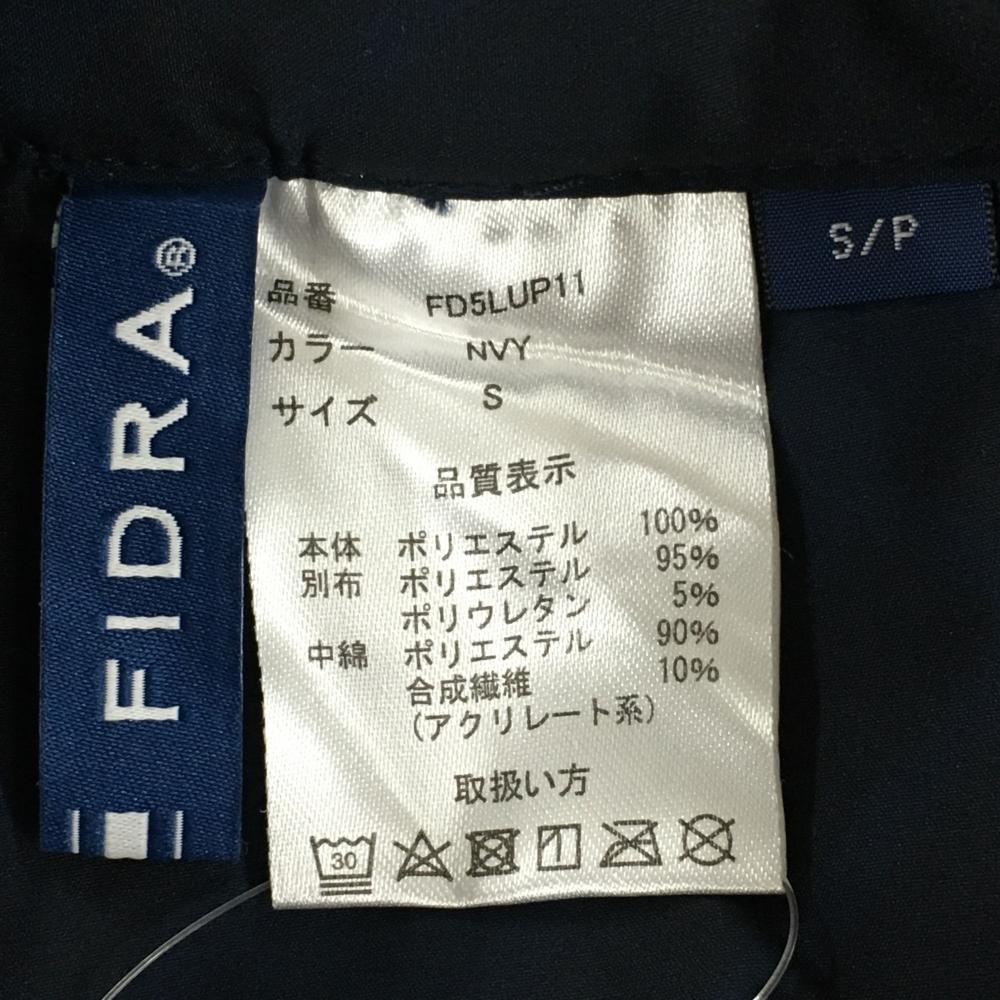 FIDRA®
品番 FD5LUP11
カラー NVY
サイズ S
品質表示
本体 ポリエステル 100%
別布 ポリエステル 95%
ポリウレタン 5%
中綿 ポリエステル 90%
合成繊維 10%
(アクリレート系)
取扱い方
30
S/P